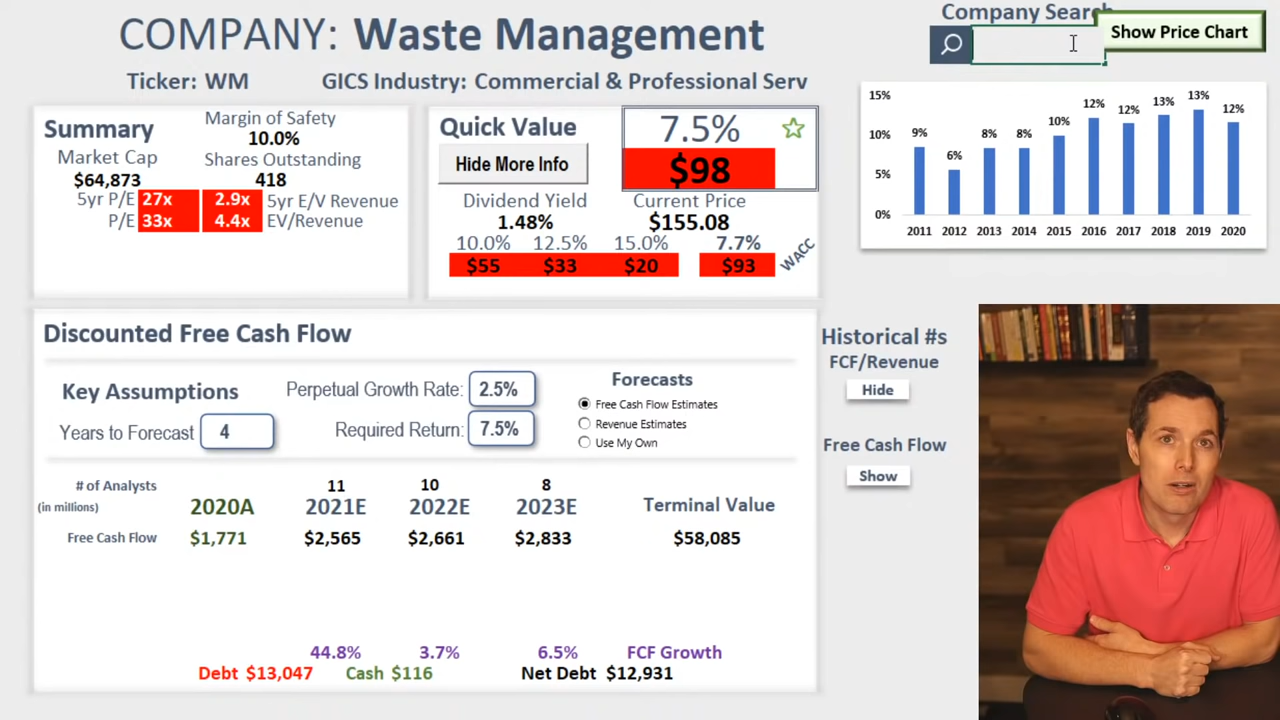 COMPANY: Waste Management
Ticker: WM
GICS Industry: Commercial & Professional Serv
Company Search
Show Price Chart
Summary
Margin of Safety
10.0%
Market Cap
Shares Outstanding
$64,873
418
5yr P/E 27x
2.9x 5yr E/V Revenue
P/E 33x
4.4x EV/Revenue
Quick Value
7.5%
Hide More Info
$98
Dividend Yield
Current Price
1.48%
$155.08
10.0% 12.5% 15.0% 7.7%
$55 $33 $20 $93 WACC
15%
10%
5%
0%
9% 6% 8% 8% 10% 12% 12% 13% 13% 12%
2011 2012 2013 2014 2015 2016 2017 2018 2019 2020
Discounted Free Cash Flow
Key Assumptions
Years to Forecast 4
Perpetual Growth Rate: 2.5%
Required Return: 7.5%
Forecasts
Free Cash Flow Estimates
Revenue Estimates
Use My Own
# of Analysts 11 10 8
(in millions) 2020A 2021E 2022E 2023E Terminal Value
Free Cash Flow $1,771 $2,565 $2,661 $2,833 $58,085
44.8% 3.7% 6.5% FCF Growth
Debt $13,047 Cash $116 Net Debt $12,931
Historical #s
FCF/Revenue
Hide
Free Cash Flow
Show